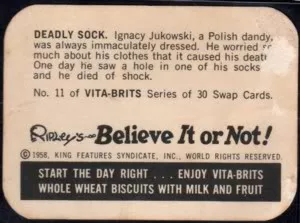 DEADLY SOCK. Ignacy Jukowski, a Polish dandy,
was always immaculately dressed. He worried so
much about his clothes that it caused his death
One day he saw a hole in one of his socks
and he died of shock.
No. 11 of VITA-BRITS Series of 30 Swap Cards.
Ripley's Believe It or Not!
©1958, KING FEATURES SYNDICATE, INC., WORLD RIGHTS RESERVED.
START THE DAY RIGHT . . . ENJOY VITA-BRITS
WHOLE WHEAT BISCUITS WITH MILK AND FRUIT